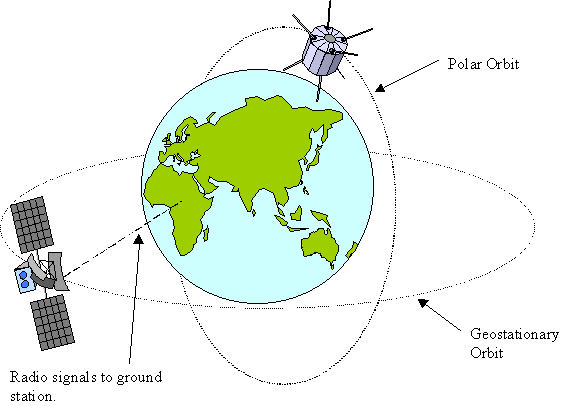 Polar Orbit
Geostationary
Orbit
Radio signals to ground
station.